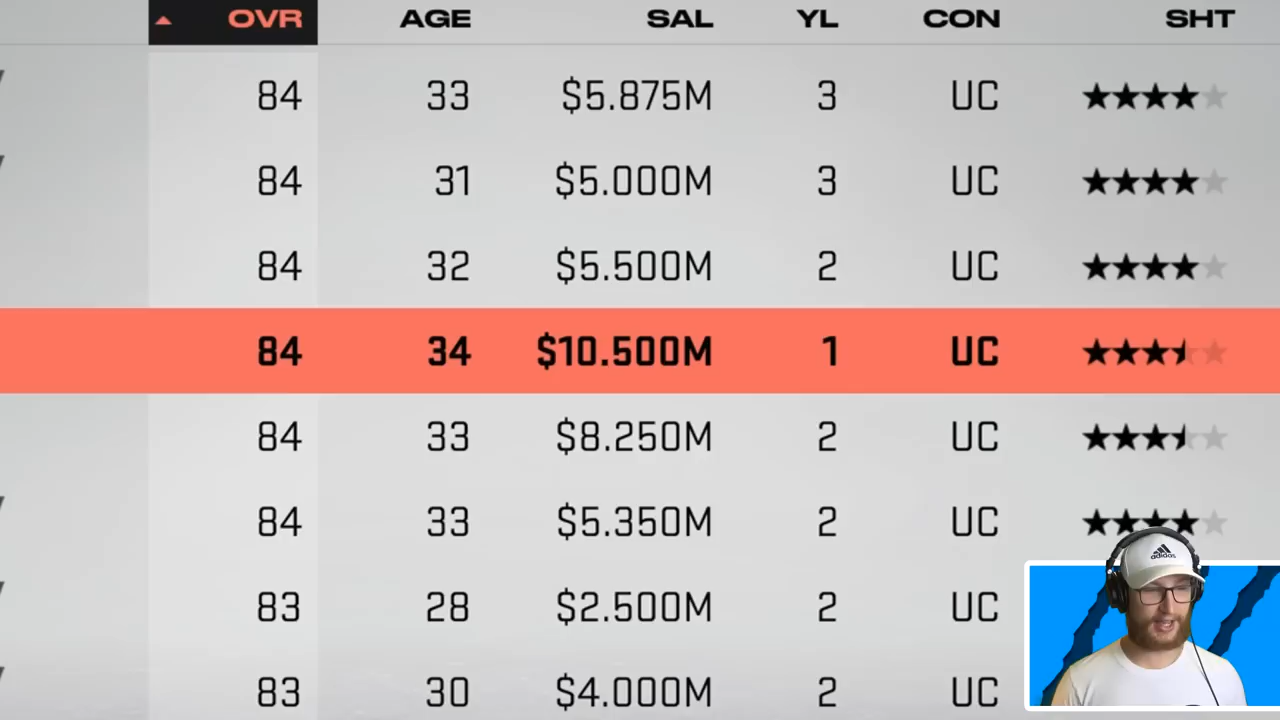 OVR AGE SAL YL CON SHT
84 33 $5.875M 3 UC
84 31 $5.000M 3 UC
84 32 $5.500M 2 UC
84 34 $10.500M 1 UC
84 33 $8.250M 2 UC
84 33 $5.350M 2 UC
83 28 $2.500M 2 UC
83 30 $4.000M 2 UC
adidas